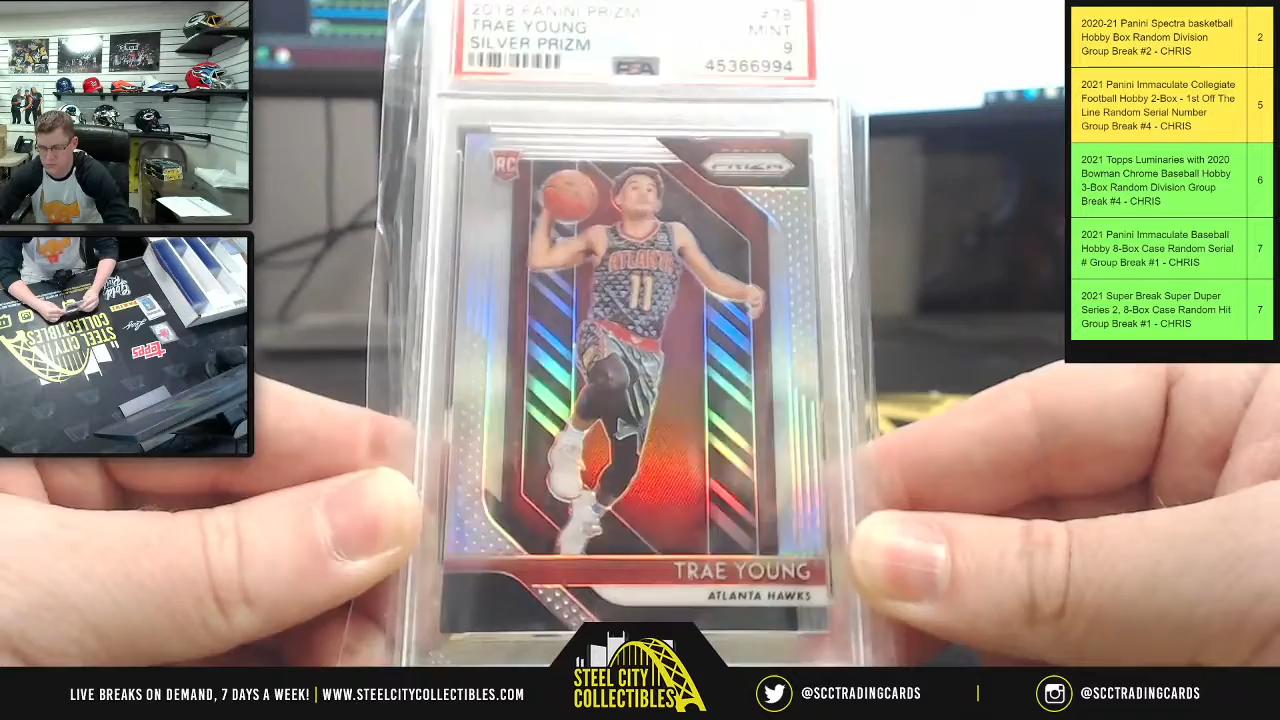 2018 PANINI PRIZM #78
TRAE YOUNG MINT
SILVER PRIZM 9
PSA 45366994
RC
PANINI
PRIZM
ATLANTA
11
TRAE YOUNG
ATLANTA HAWKS
2020-21 Panini Spectra basketball
Hobby Box Random Division
Group Break #2 - CHRIS
2
2021 Panini Immaculate Collegiate
Football Hobby 2-Box - 1st Off The
Line Random Serial Number
Group Break #4 - CHRIS
5
2021 Topps Luminaries with 2020
Bowman Chrome Baseball Hobby
3-Box Random Division Group
Break #4 - CHRIS
6
2021 Panini Immaculate Baseball
Hobby 8-Box Case Random Serial
# Group Break #1 - CHRIS
7
2021 Super Break Super Duper
Series 2, 8-Box Case Random Hit
Group Break #1 - CHRIS
7
STEEL CITY
COLLECTIBLES
topps
LIVE BREAKS ON DEMAND, 7 DAYS A WEEK! | WWW.STEELCITYCOLLECTIBLES.COM
STEEL CITY
COLLECTIBLES
@SCCTRADINGCARDS | @SCCTRADINGCARDS